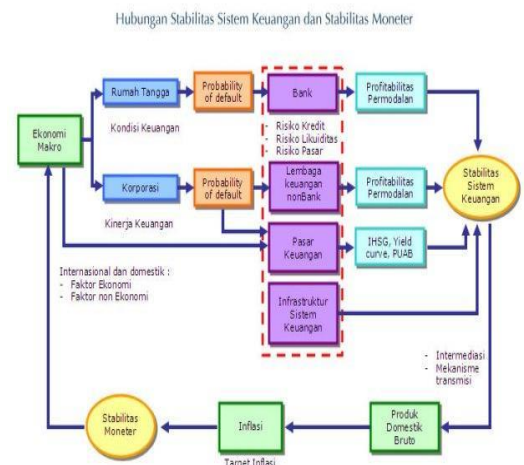 Hubungan Stabilitas Sistem Keuangan dan Stabilitas Moneter
Rumah Tangga
Probability
of default
Bank
Profitabilitas
Permodalan
Kondisi Keuangan
- Risiko Kredit
- Risiko Likuiditas
- Risiko Pasar
Ekonomi
Makro
Korporasi
Probability
of default
Lembaga
keuangan
nonBank
Profitabilitas
Permodalan
Stabilitas
Sistem
Keuangan
Kinerja Keuangan
Pasar
Keuangan
IHSG, Yield
curve, PUAB
Internasional dan domestik :
- Faktor Ekonomi
- Faktor non Ekonomi
Infrastruktur
Sistem
Keuangan
- Intermediasi
- Mekanisme
transmisi
Stabilitas
Moneter
Inflasi
Produk
Domestik
Bruto
Target Inflasi